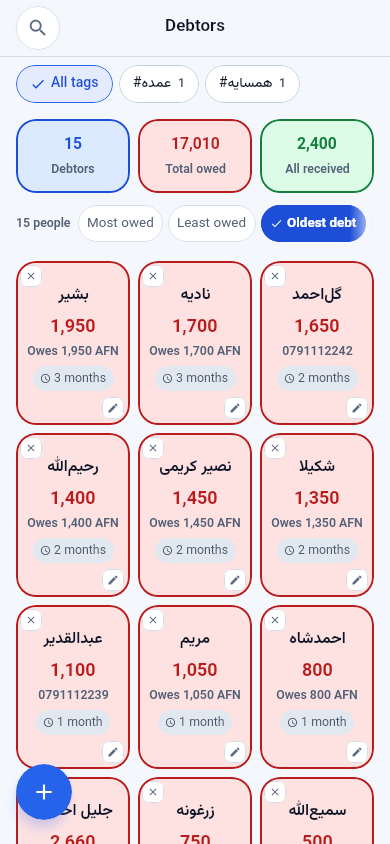 Debtors
All tags
#عمده 1
#همسایه 1
15
Debtors
17,010
Total owed
2,400
All received
15 people
Most owed
Least owed
Oldest debt
بشیر
1,950
Owes 1,950 AFN
3 months
نادیه
1,700
Owes 1,700 AFN
3 months
گل‌احمد
1,650
0791112242
2 months
رحیم‌الله
1,400
Owes 1,400 AFN
2 months
نصیر کریمی
1,450
Owes 1,450 AFN
2 months
شکیلا
1,350
Owes 1,350 AFN
2 months
عبدالقدیر
1,100
0791112239
1 month
مریم
1,050
Owes 1,050 AFN
1 month
احمدشاه
800
Owes 800 AFN
1 month
جلیل
2,660
زرغونه
750
سمیع‌الله
500